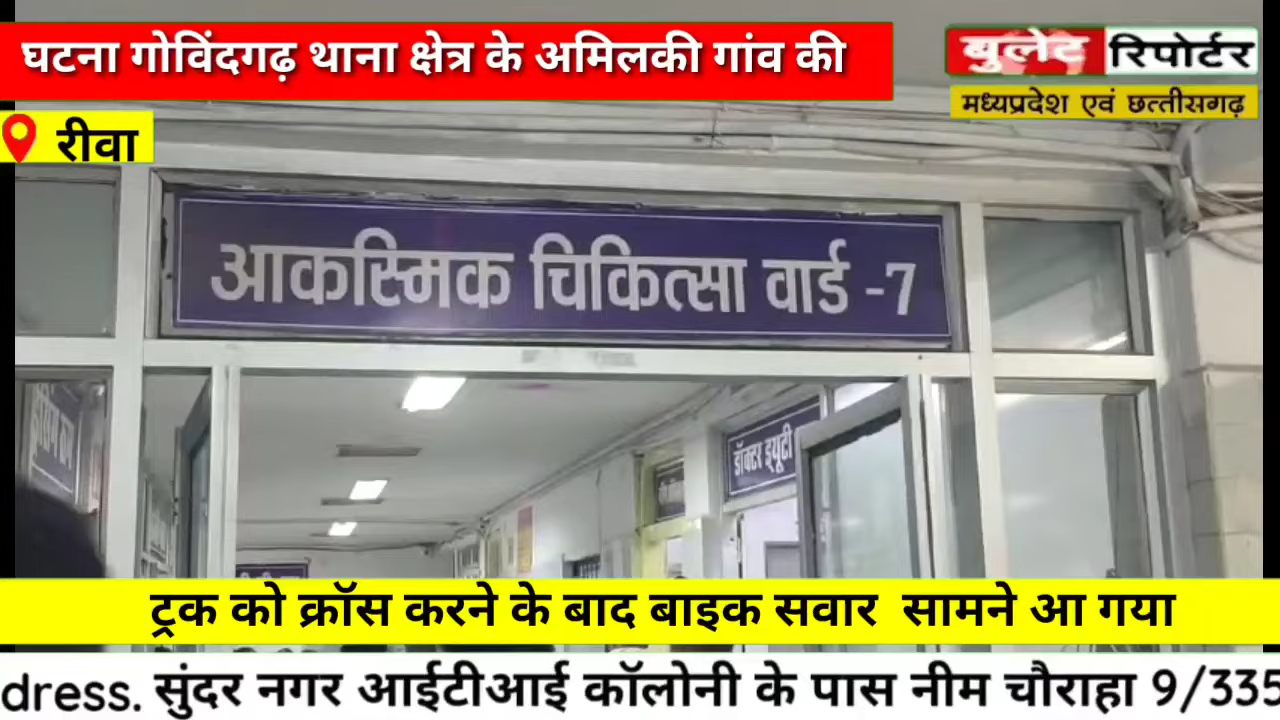 घटना गोविंदगढ़ थाना क्षेत्र के अमिलकी गांव की
बुलेट रिपोर्टर
मध्यप्रदेश एवं छत्तीसगढ़
रीवा
आकस्मिक चिकित्सा वार्ड -7
डॉक्टर ड्यूटी
ट्रक को क्रॉस करने के बाद बाइक सवार सामने आ गया
dress. सुंदर नगर आईटीआई कॉलोनी के पास नीम चौराहा 9/335